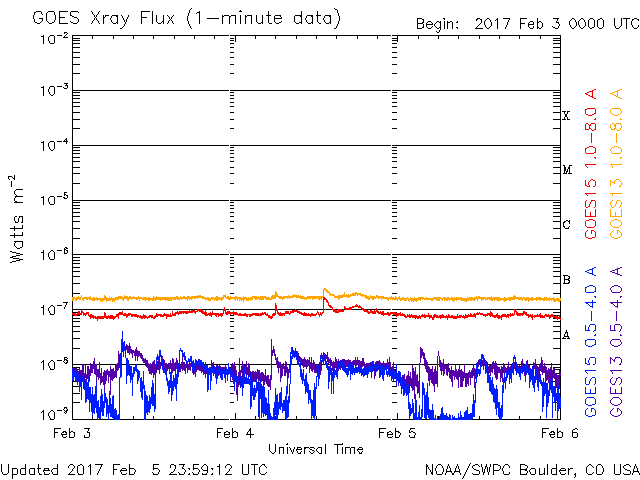 GOES Xray Flux (1-minute data)
Begin: 2017 Feb 3 0000 UTC
10⁻²
10⁻³
10⁻⁴
10⁻⁵
10⁻⁶
10⁻⁷
10⁻⁸
10⁻⁹
Watts m⁻²
X
M
C
B
A
GOES15 1.0-8.0 A
GOES13 1.0-8.0 A
GOES15 0.5-4.0 A
GOES13 0.5-4.0 A
Feb 3 Feb 4 Feb 5 Feb 6
Universal Time
Updated 2017 Feb 5 23:59:12 UTC
NOAA/SWPC Boulder, CO USA